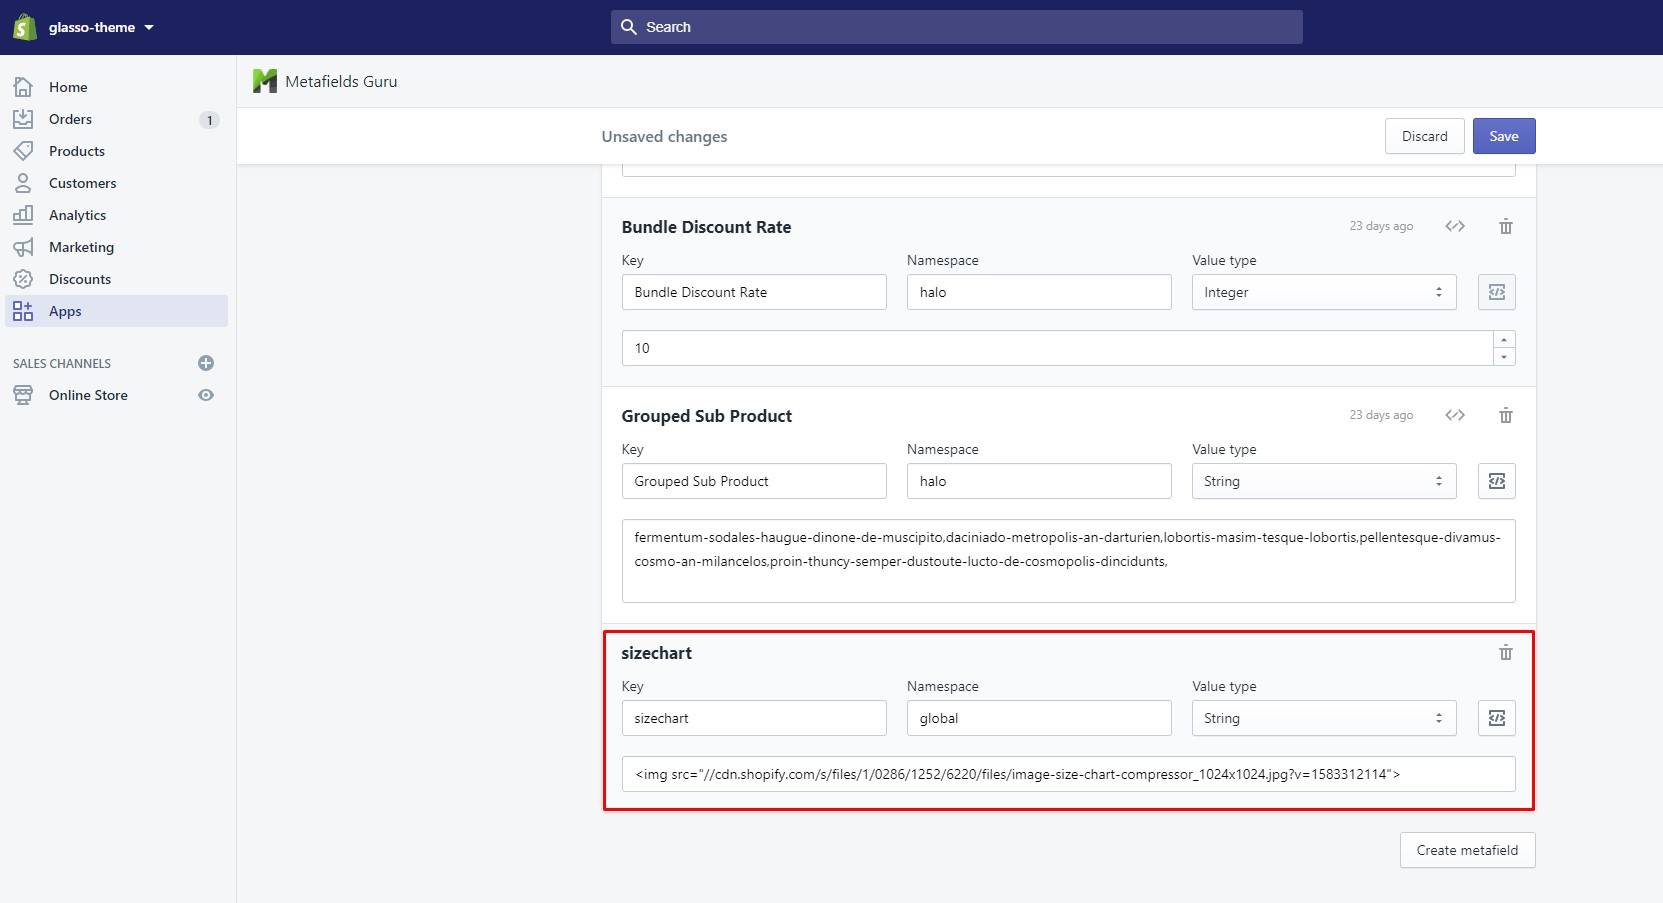 glasso-theme
Search
Home
Orders 1
Products
Customers
Analytics
Marketing
Discounts
Apps
SALES CHANNELS
Online Store
Metafields Guru
Unsaved changes
Discard
Save
Bundle Discount Rate
23 days ago
Key Namespace Value type
Bundle Discount Rate halo Integer
10
Grouped Sub Product
23 days ago
Key Namespace Value type
Grouped Sub Product halo String
fermentum-sodales-haugue-dinone-de-muscipito,daciniado-metropolis-an-darturien,lobortis-masim-tesque-lobortis,pellentesque-divamus-
cosmo-an-milancelos,proin-thuncy-semper-dustoute-lucto-de-cosmopolis-dincidunts,
sizechart
Key Namespace Value type
sizechart global String
<img src="//cdn.shopify.com/s/files/1/0286/1252/6220/files/image-size-chart-compressor_1024x1024.jpg?v=1583312114">
Create metafield